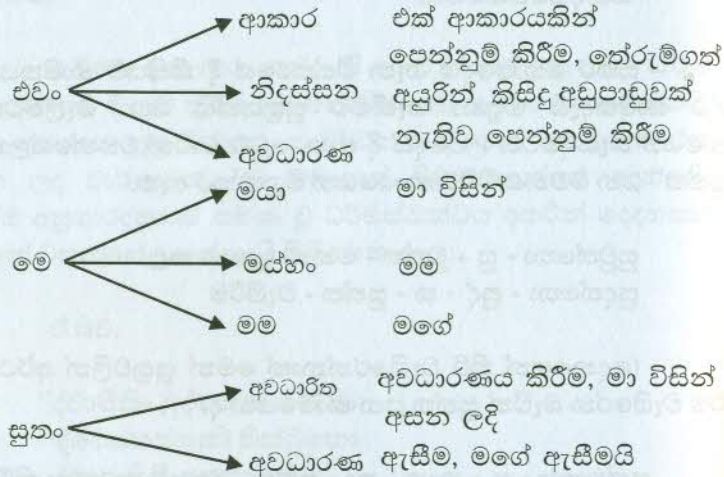 ආකාර එක් ආකාරයකින්
පෙන්නුම් කිරීම, තේරුම්ගත්
එවං නිදස්සන අයුරින් කිසිදු අඩුපාඩුවක්
නැතිව පෙන්නුම් කිරීම
අවධාරණ
මයා මා විසින්
මෙ මය්හං මම
මම මගේ
අවධාරිත අවධාරණය කිරීම, මා විසින්
අසන ලදි
සුතං
අවධාරණ ඇසීම, මගේ ඇසීමයි